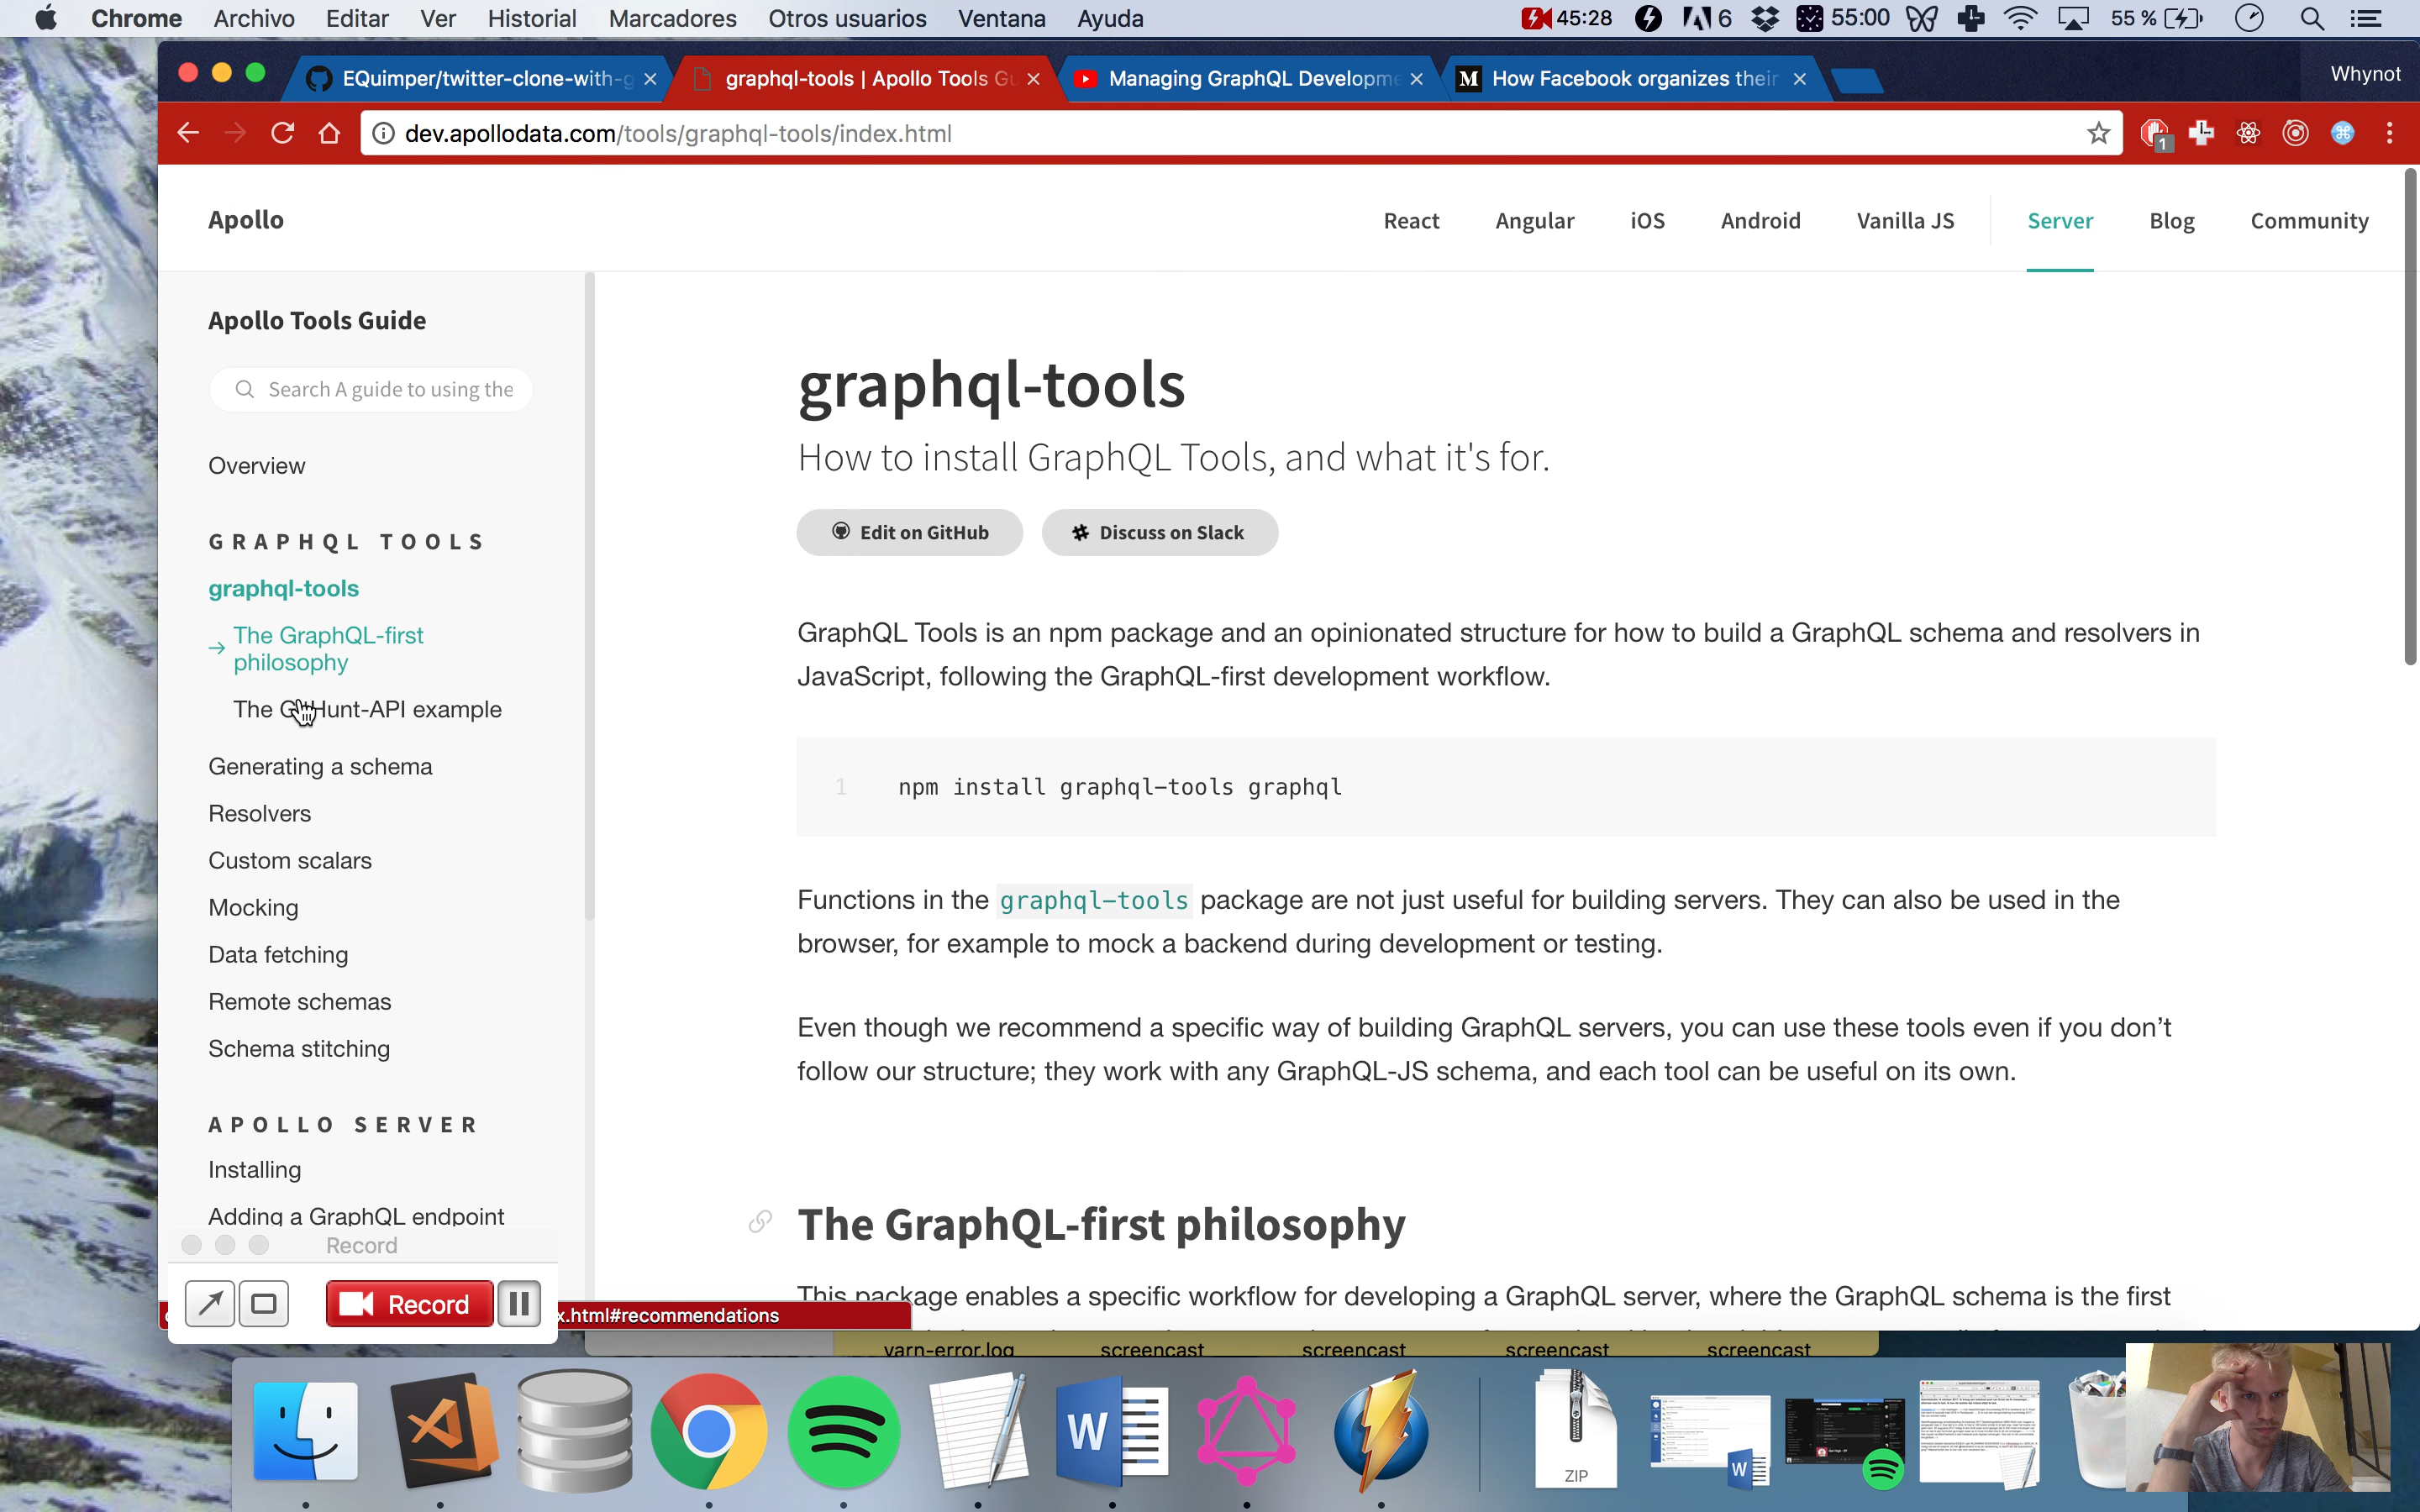 Chrome Archivo Editar Ver Historial Marcadores Otros usuarios Ventana Ayuda 45:28 6 55:00 55 %
EQuimper/twitter-clone-with-g graphql-tools | Apollo Tools Gu Managing GraphQL Developme How Facebook organizes their Whynot
dev.apollodata.com/tools/graphql-tools/index.html
1
Apollo React Angular iOS Android Vanilla JS Server Blog Community
Apollo Tools Guide
Search A guide to using the
Overview
GRAPHQL TOOLS
graphql-tools
The GraphQL-first
philosophy
The GitHunt-API example
Generating a schema
Resolvers
Custom scalars
Mocking
Data fetching
Remote schemas
Schema stitching
APOLLO SERVER
Installing
Adding a GraphQL endpoint
graphql-tools
How to install GraphQL Tools, and what it's for.
Edit on GitHub Discuss on Slack
GraphQL Tools is an npm package and an opinionated structure for how to build a GraphQL schema and resolvers in
JavaScript, following the GraphQL-first development workflow.
1 npm install graphql-tools graphql
Functions in the graphql-tools package are not just useful for building servers. They can also be used in the
browser, for example to mock a backend during development or testing.
Even though we recommend a specific way of building GraphQL servers, you can use these tools even if you don’t
follow our structure; they work with any GraphQL-JS schema, and each tool can be useful on its own.
The GraphQL-first philosophy
This package enables a specific workflow for developing a GraphQL server, where the GraphQL schema is the first
Record
Record
x.html#recommendations
yarn-error.log screencast screencast screencast screencast
W
ZIP
W